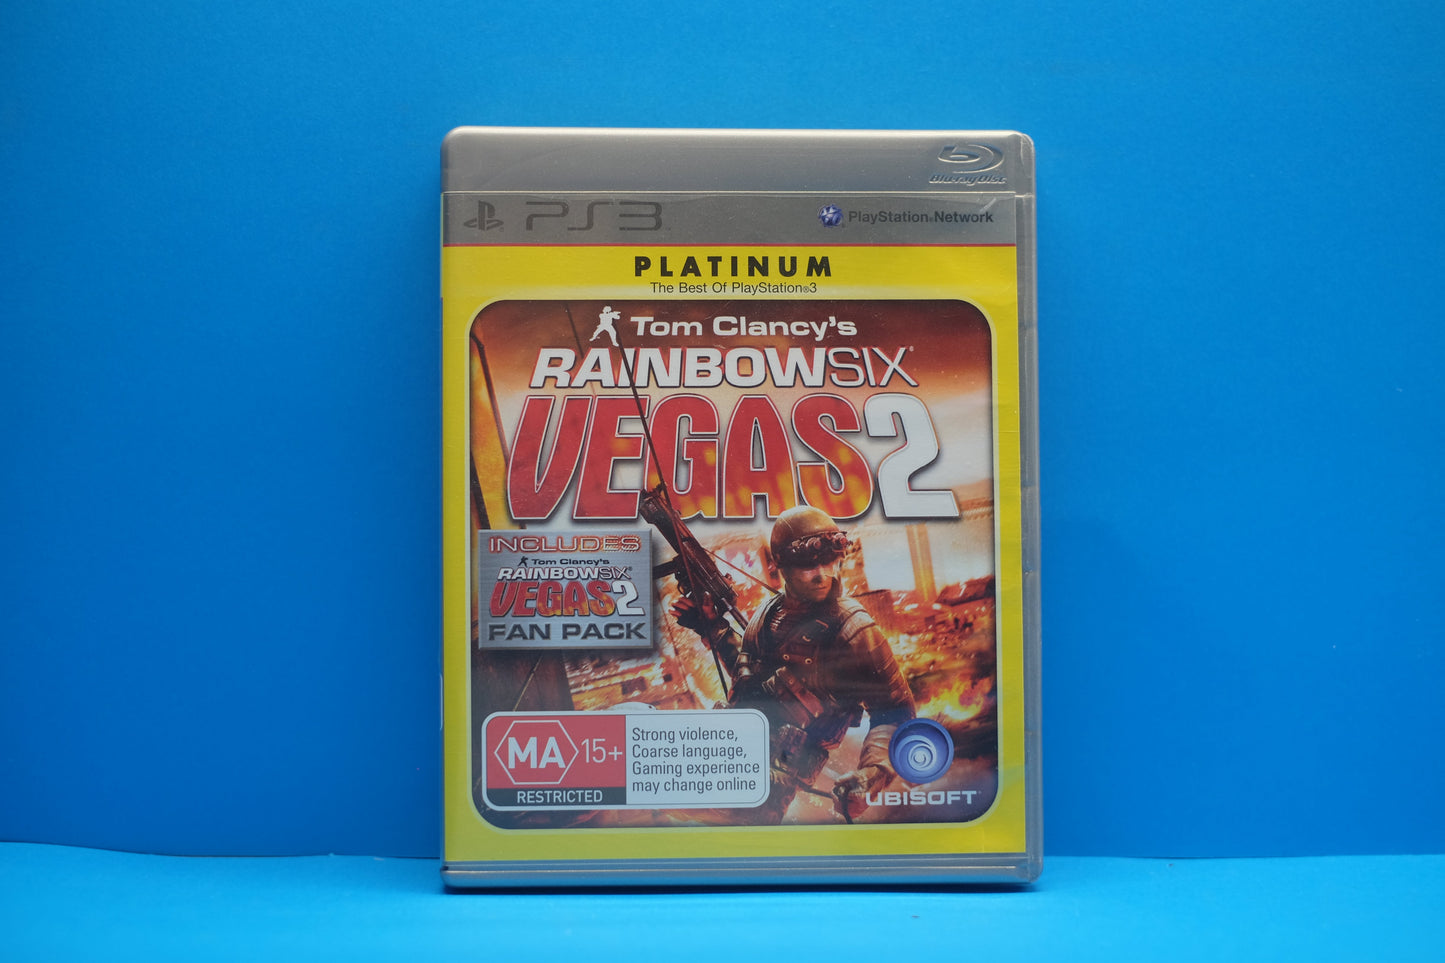 Blu-ray Disc
PS3
PlayStation®Network
PLATINUM
The Best Of PlayStation®3
Tom Clancy's
RAINBOWSIX®
VEGAS2
INCLUDES
Tom Clancy's
RAINBOWSIX®
VEGAS2
FAN PACK
MA 15+
RESTRICTED
Strong violence,
Coarse language,
Gaming experience
may change online
UBISOFT